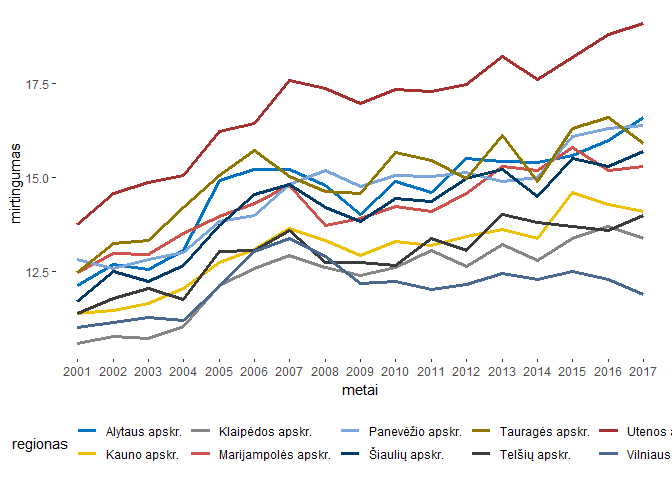 mirtingumas
17.5
15.0
12.5
2001 2002 2003 2004 2005 2006 2007 2008 2009 2010 2011 2012 2013 2014 2015 2016 2017
metai
regionas
Alytaus apskr. Klaipėdos apskr. Panevėžio apskr. Tauragės apskr. Utenos a
Kauno apskr. Marijampolės apskr. Šiaulių apskr. Telšių apskr. Vilniaus